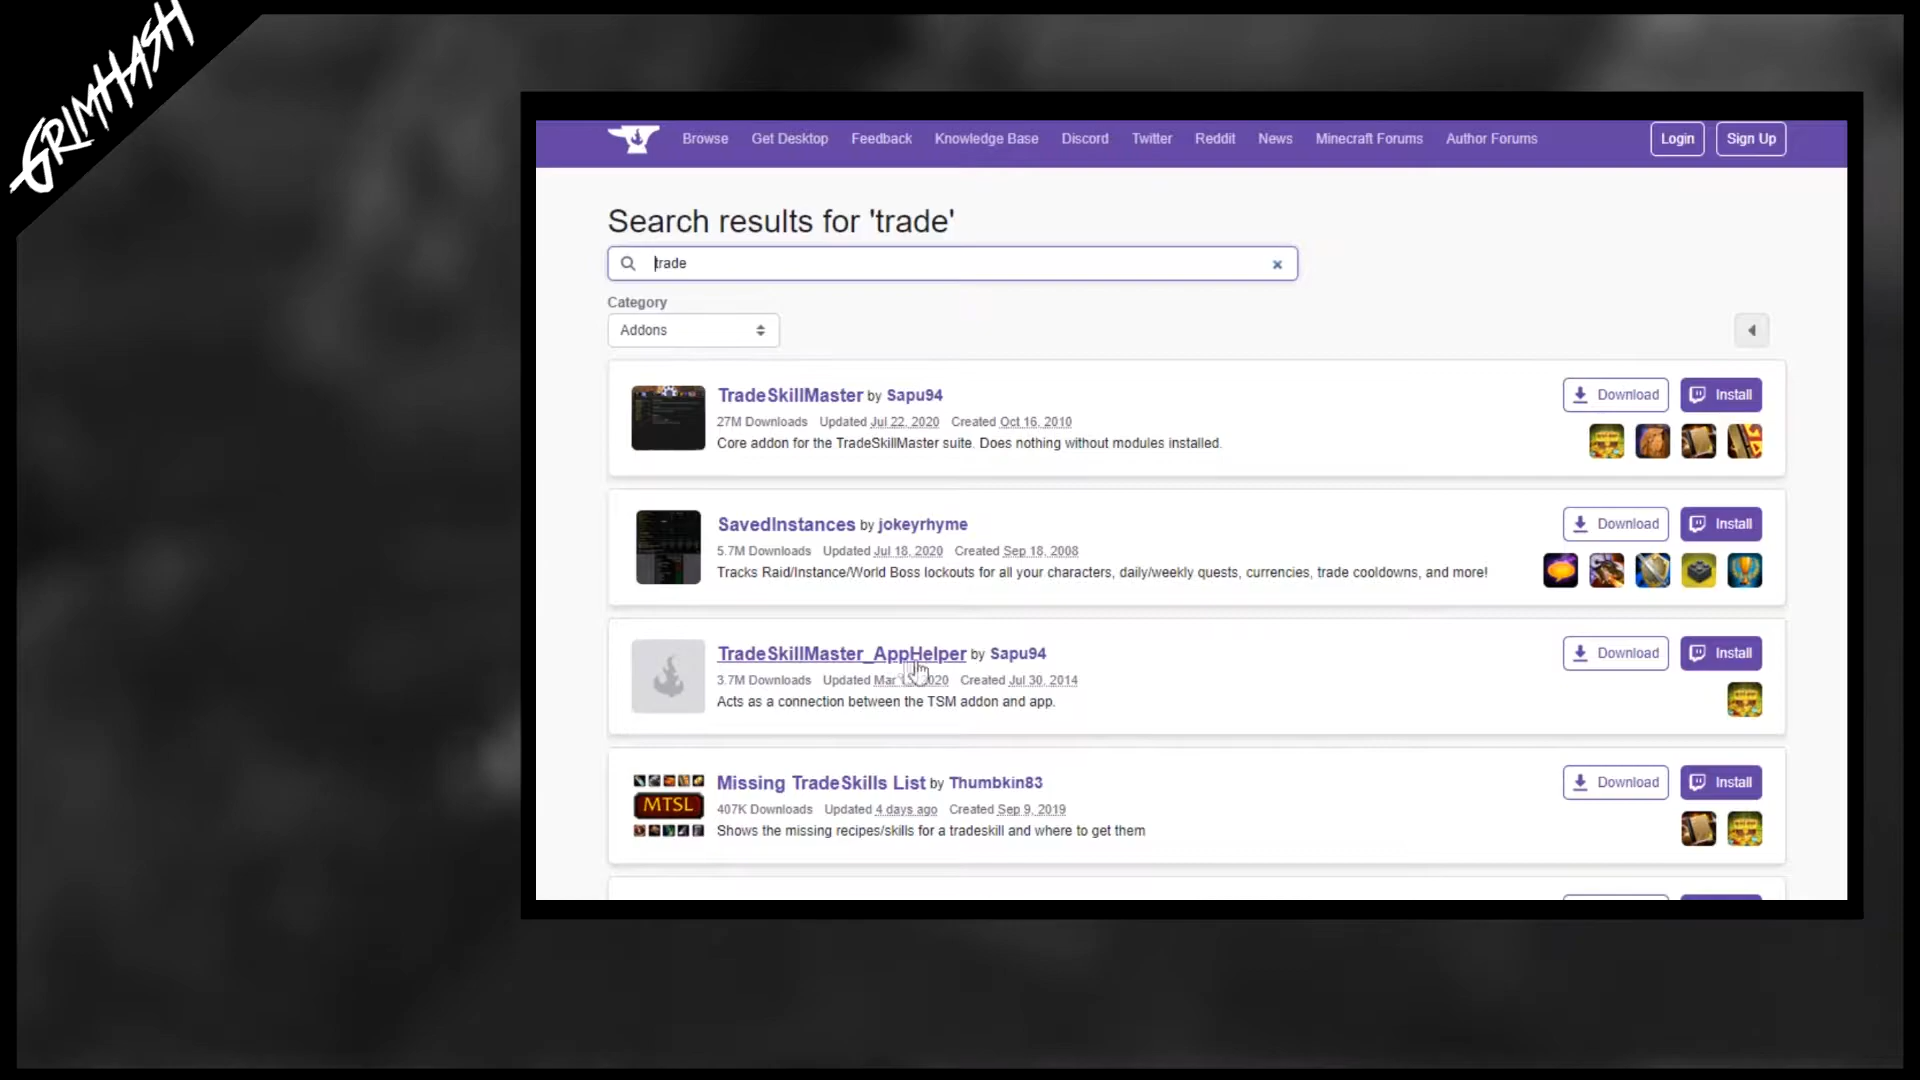 GRIMHASH
Browse Get Desktop Feedback Knowledge Base Discord Twitter Reddit News Minecraft Forums Author Forums Login Sign Up
Search results for 'trade'
trade
Category
Addons
TradeSkillMaster by Sapu94 Download Install
27M Downloads Updated Jul 22, 2020 Created Oct 16, 2010
Core addon for the TradeSkillMaster suite. Does nothing without modules installed.
SavedInstances by jokeyrhyme Download Install
5.7M Downloads Updated Jul 18, 2020 Created Sep 18, 2008
Tracks Raid/Instance/World Boss lockouts for all your characters, daily/weekly quests, currencies, trade cooldowns, and more!
TradeSkillMaster_AppHelper by Sapu94 Download Install
3.7M Downloads Updated Mar 2020 Created Jul 30, 2014
Acts as a connection between the TSM addon and app.
MTSL
Missing TradeSkills List by Thumbkin83 Download Install
407K Downloads Updated 4 days ago Created Sep 9, 2019
Shows the missing recipes/skills for a tradeskill and where to get them